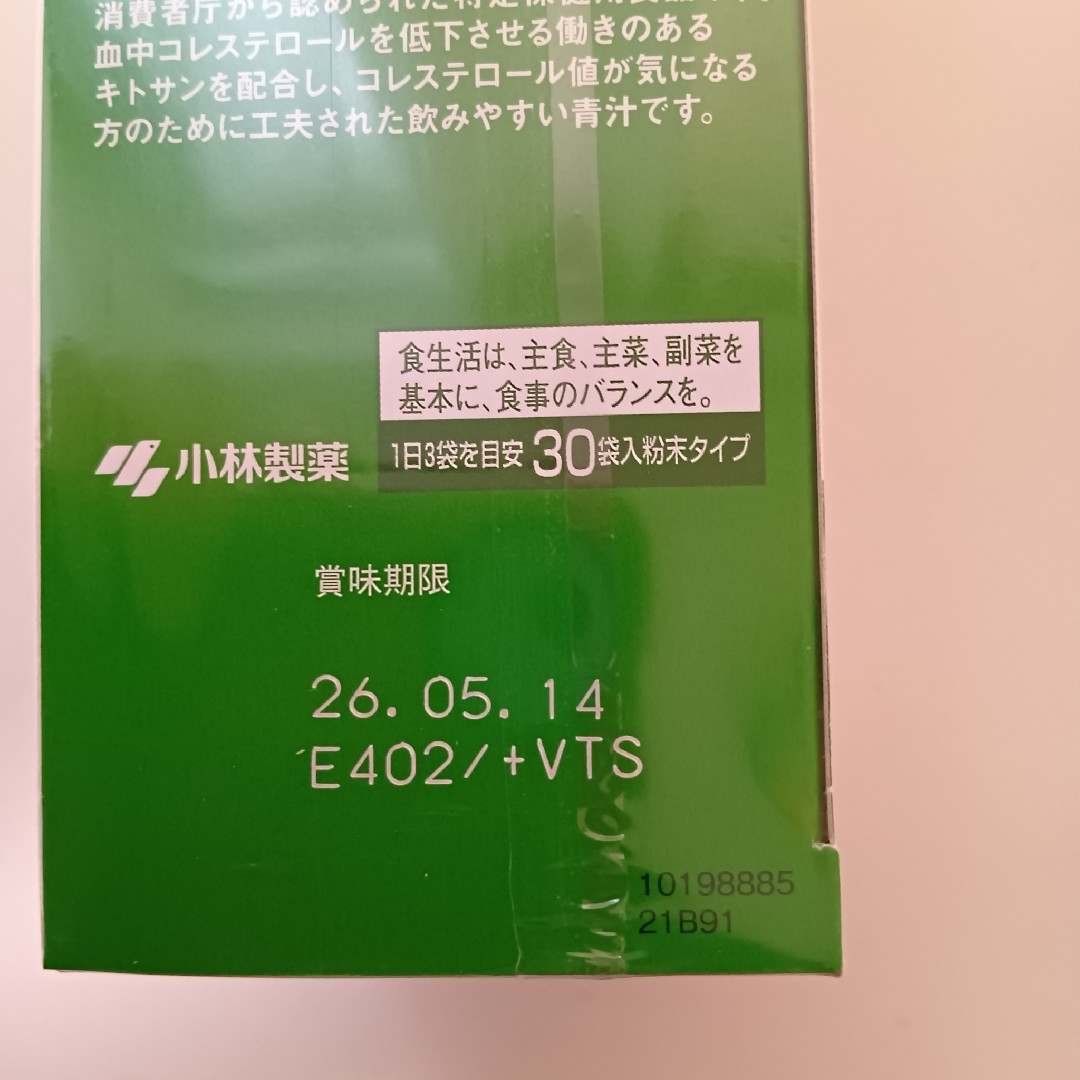 消費者庁から認められた特定保健用食品です。
血中コレステロールを低下させる働きのある
キトサンを配合し、コレステロール値が気になる
方のために工夫された飲みやすい青汁です。
食生活は、主食、主菜、副菜を
基本に、食事のバランスを。
小林製薬
1日3袋を目安 30袋入粉末タイプ
賞味期限
26.05.14
E402/+VTS
10198885
21B91